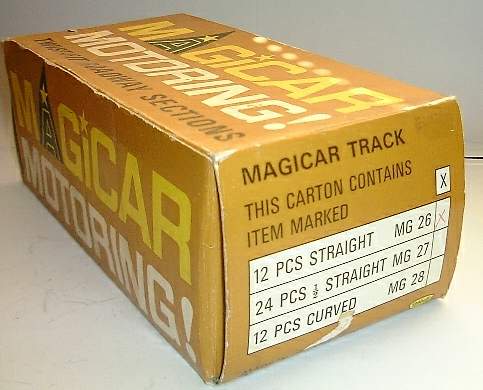 MAGICAR
MOTORING!
ROADWAY SECTIONS
MAGICAR
MOTORING!
MAGICAR TRACK
THIS CARTON CONTAINS
ITEM MARKED X
12 PCS STRAIGHT MG 26 X
24 PCS ½ STRAIGHT MG 27
12 PCS CURVED MG 28